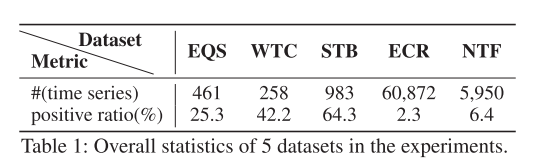 Dataset
Metric EQS WTC STB ECR NTF
#(time series) 461 258 983 60,872 5,950
positive ratio(%) 25.3 42.2 64.3 2.3 6.4
Table 1: Overall statistics of 5 datasets in the experiments.